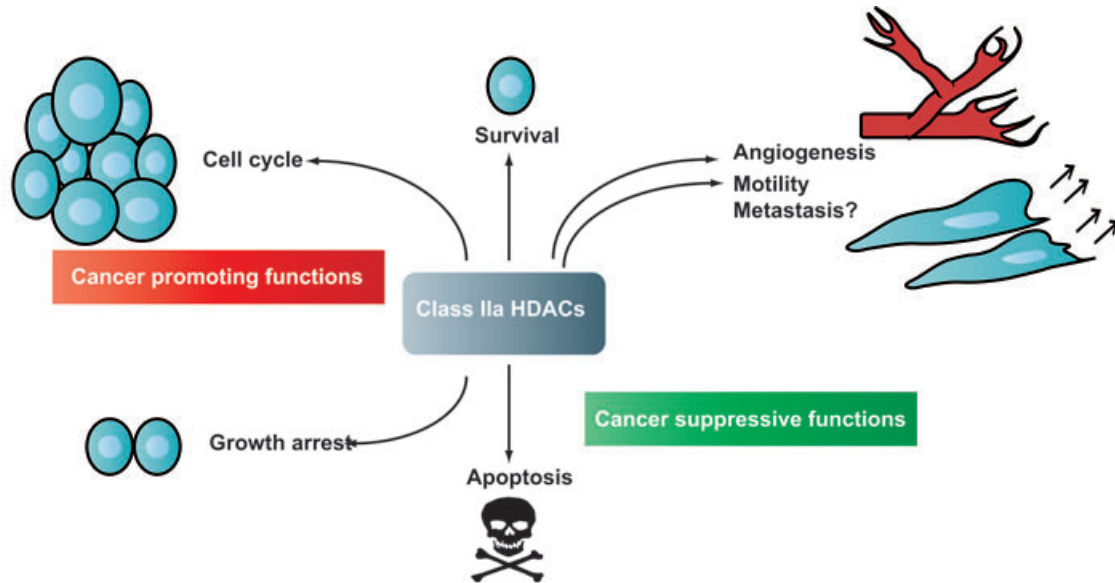 Survival
Cell cycle
Angiogenesis
Motility
Metastasis?
Cancer promoting functions
Class IIa HDACs
Cancer suppressive functions
Growth arrest
Apoptosis